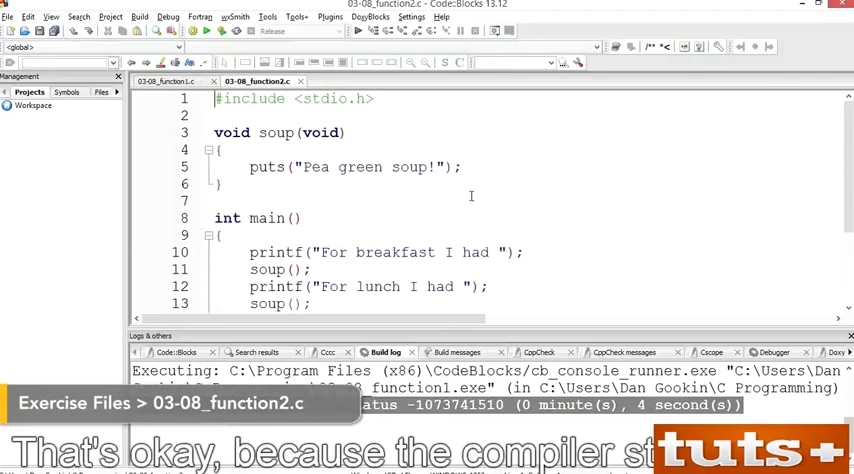 03-08_function2.c - Code::Blocks 13.12
File Edit View Search Project Build Debug Fortran wxSmith Tools Tools+ Plugins DoxyBlocks Settings Help
Release
<global>
Management
Projects Symbols Files
Workspace
03-08_function1.c 03-08_function2.c
1 #include <stdio.h>
2
3 void soup(void)
4 {
5 puts("Pea green soup!");
6 }
7
8 int main()
9 {
10 printf("For breakfast I had ");
11 soup();
12 printf("For lunch I had ");
13 soup();
Logs & others
Code::Blocks Search results Cccc Build log Build messages CppCheck CppCheck messages Cscope Debugger Doxy
Executing: C:\Program Files (x86)\CodeBlocks/cb_console_runner.exe "C:\Users\Dan
function1.exe" (in C:\Users\Dan Gookin\C Programming)
atus -1073741510 (0 minute(s), 4 second(s))
Exercise Files > 03-08_function2.c
That's okay, because the compiler st
tuts+